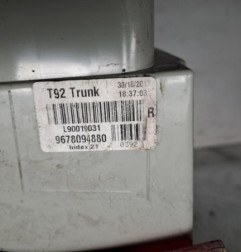 T92 Trunk
30/10/20
18:37:03
R
L90019031
9678094880
Index 21